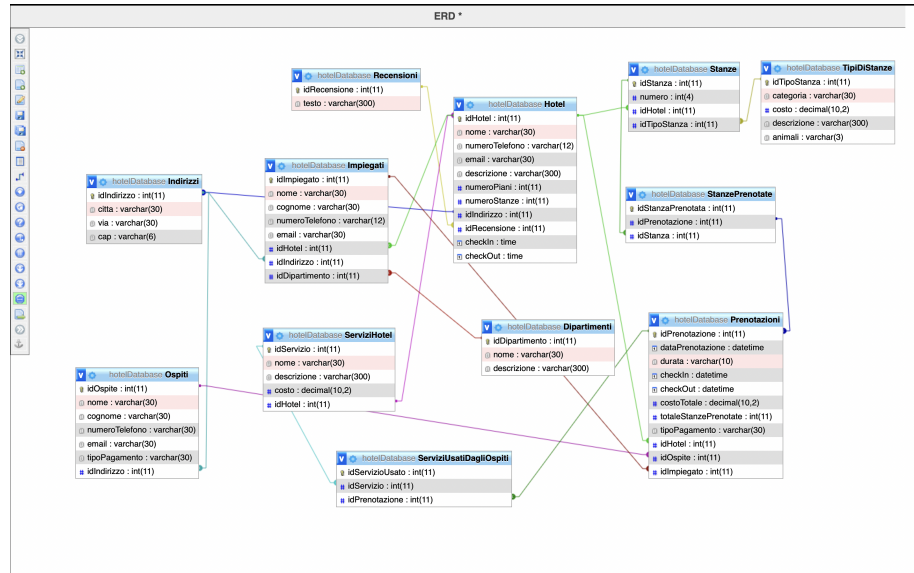 ERD *
hotelDatabase Recensioni
idRecensione : int(11)
testo : varchar(300)
hotelDatabase Hotel
idHotel : int(11)
nome : varchar(30)
numeroTelefono : varchar(12)
email : varchar(30)
descrizione : varchar(300)
numeroPiani : int(11)
numeroStanze : int(11)
idIndirizzo : int(11)
idRecensione : int(11)
checkIn : time
checkOut : time
hotelDatabase Stanze
idStanza : int(11)
numero : int(4)
idHotel : int(11)
idTipoStanza : int(11)
hotelDatabase TipiDiStanze
idTipoStanza : int(11)
categoria : varchar(30)
costo : decimal(10,2)
descrizione : varchar(300)
animali : varchar(3)
hotelDatabase Indirizzi
idIndirizzo : int(11)
citta : varchar(30)
via : varchar(30)
cap : varchar(6)
hotelDatabase Impiegati
idImpiegato : int(11)
nome : varchar(30)
cognome : varchar(30)
numeroTelefono : varchar(12)
email : varchar(30)
idHotel : int(11)
idIndirizzo : int(11)
idDipartimento : int(11)
hotelDatabase StanzePrenotate
idStanzaPrenotata : int(11)
idPrenotazione : int(11)
idStanza : int(11)
hotelDatabase ServiziHotel
idServizio : int(11)
nome : varchar(30)
descrizione : varchar(300)
costo : decimal(10,2)
idHotel : int(11)
hotelDatabase Dipartimenti
idDipartimento : int(11)
nome : varchar(30)
descrizione : varchar(300)
hotelDatabase Prenotazioni
idPrenotazione : int(11)
dataPrenotazione : datetime
durata : varchar(10)
checkIn : datetime
checkOut : datetime
costoTotale : decimal(10,2)
totaleStanzePrenotate : int(11)
tipoPagamento : varchar(30)
idHotel : int(11)
idOspite : int(11)
idImpiegato : int(11)
hotelDatabase Ospiti
idOspite : int(11)
nome : varchar(30)
cognome : varchar(30)
numeroTelefono : varchar(30)
email : varchar(30)
tipoPagamento : varchar(30)
idIndirizzo : int(11)
hotelDatabase ServiziUsatiDagliOspiti
idServizioUsato : int(11)
idServizio : int(11)
idPrenotazione : int(11)